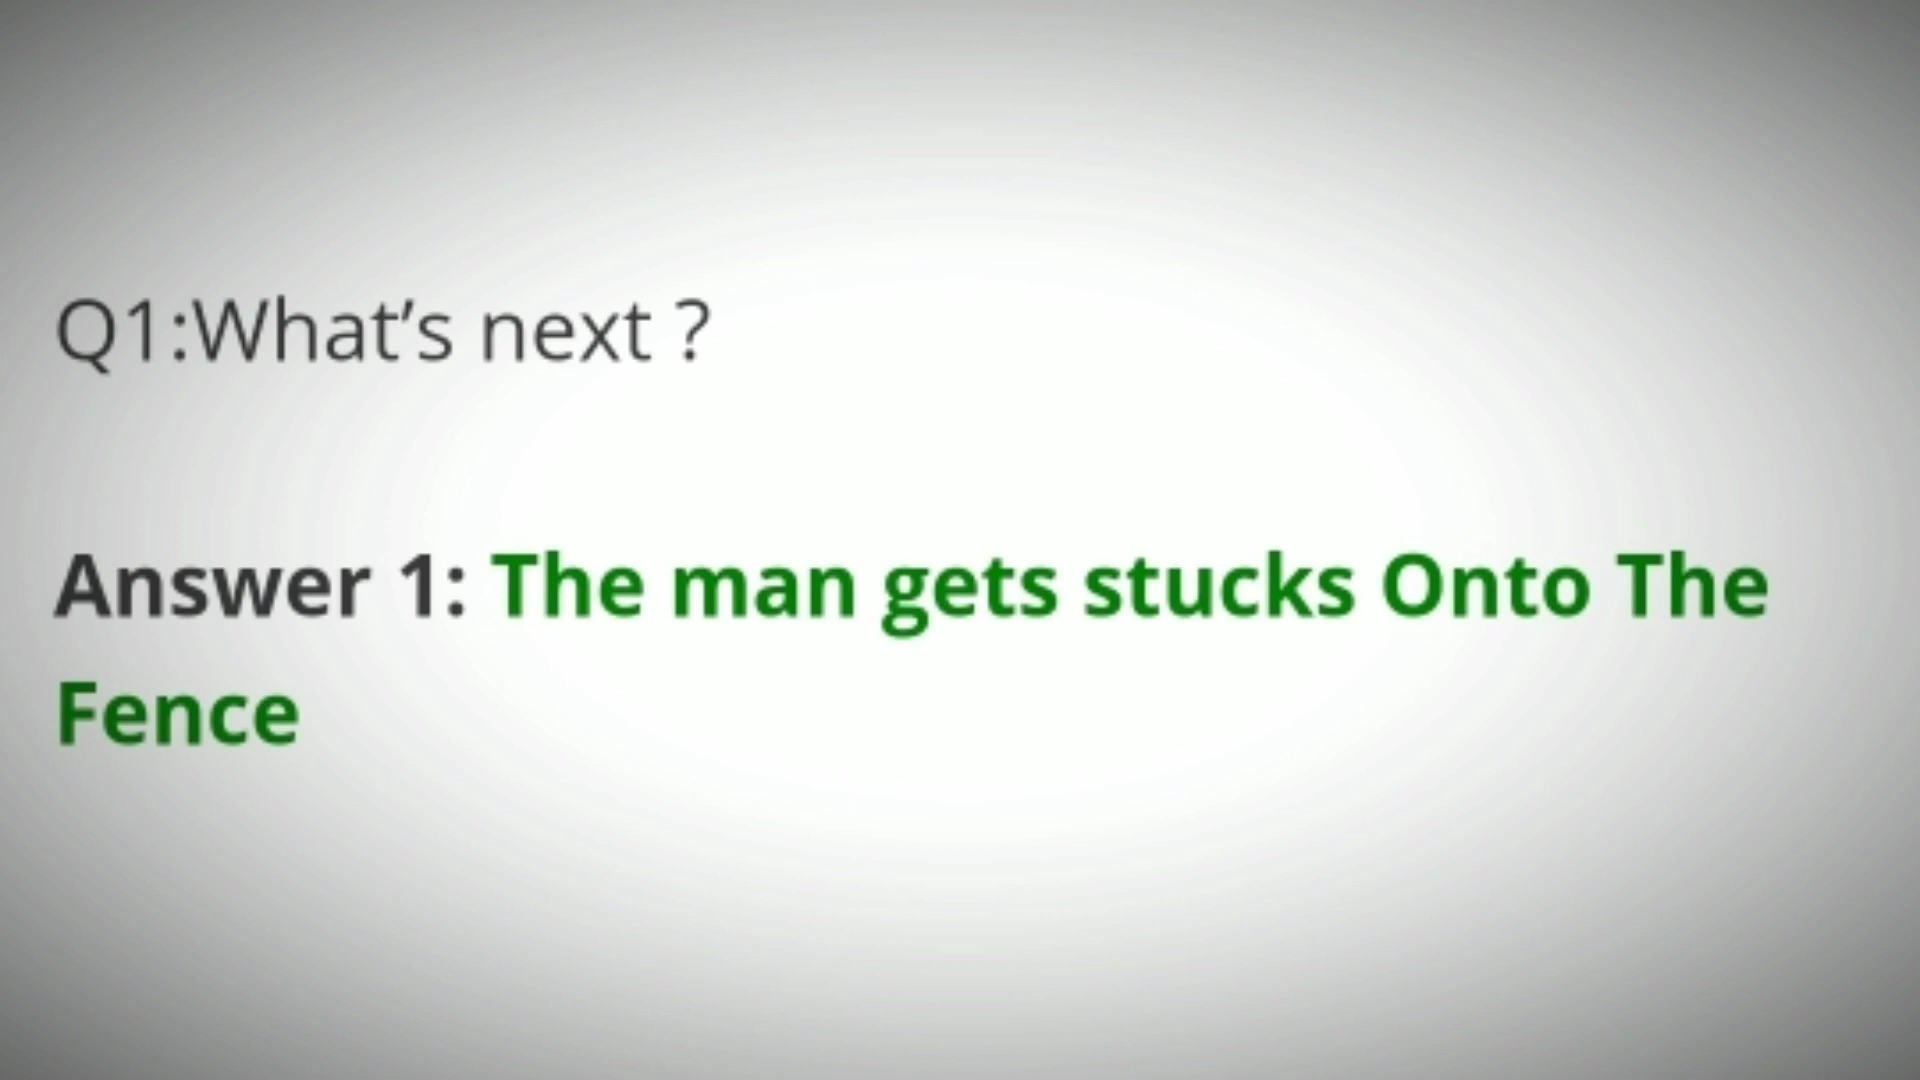 Q1:What’s next ?
Answer 1: The man gets stucks Onto The
Fence